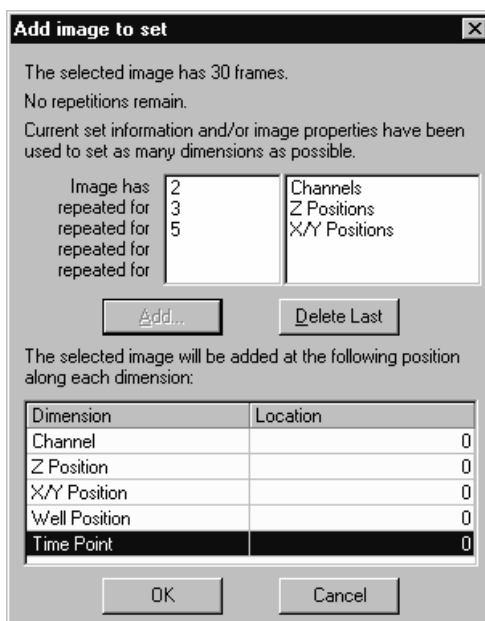 Add image to set
The selected image has 30 frames.
No repetitions remain.
Current set information and/or image properties have been
used to set as many dimensions as possible.
Image has 2 Channels
repeated for 3 Z Positions
repeated for 5 X/Y Positions
repeated for
repeated for
Add...
Delete Last
The selected image will be added at the following position
along each dimension:
Dimension Location
Channel 0
Z Position 0
X/Y Position 0
Well Position 0
Time Point 0
OK Cancel